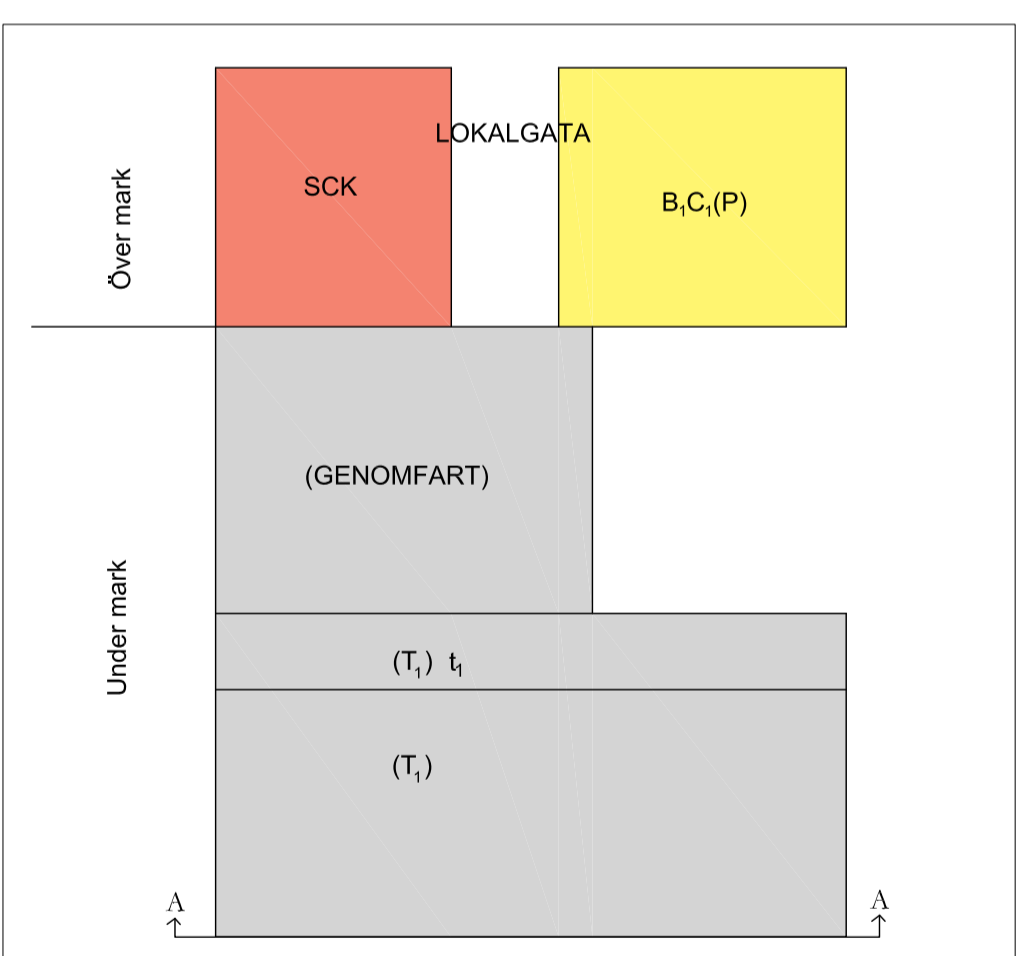 LOKALGATA
SCK
B₁C₁(P)
Över mark
(GENOMFART)
Under mark
(T₁) t₁
(T₁)
A
A